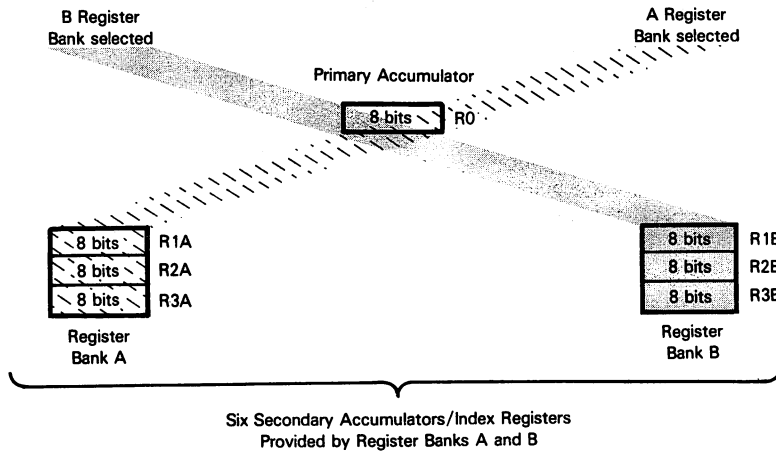 B Register
Bank selected
A Register
Bank selected
Primary Accumulator
8 bits R0
8 bits R1A
8 bits R2A
8 bits R3A
Register
Bank A
8 bits R1B
8 bits R2B
8 bits R3B
Register
Bank B
Six Secondary Accumulators/Index Registers
Provided by Register Banks A and B